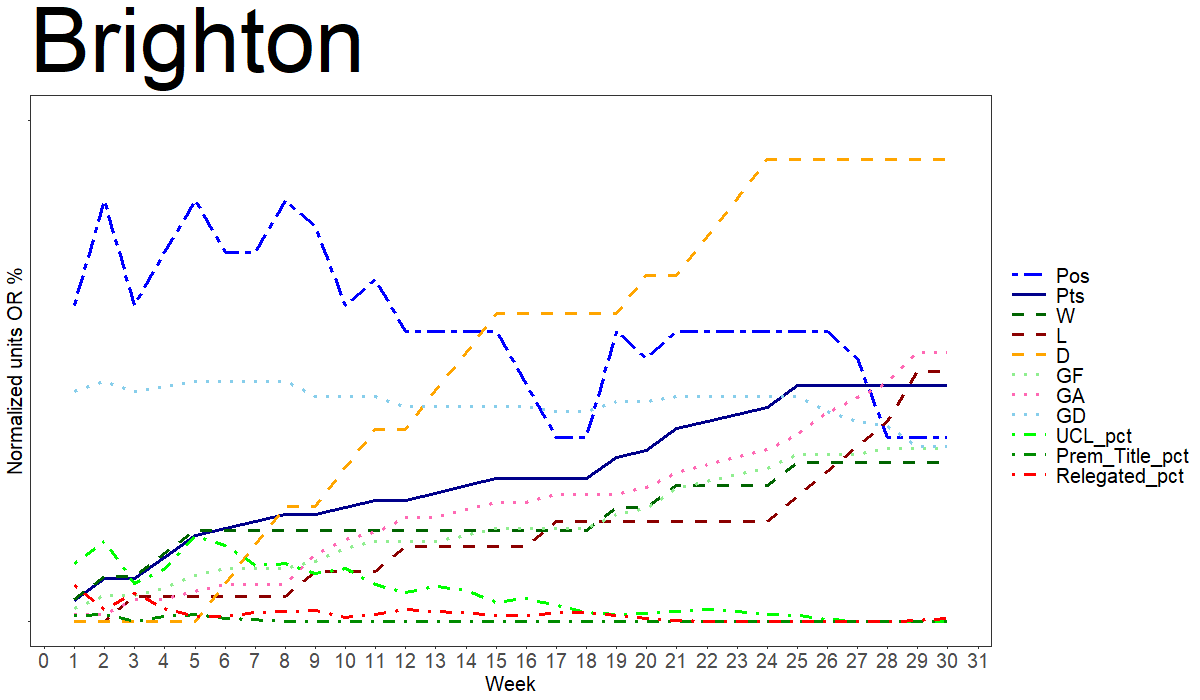 Brighton
Normalized units OR %
Pos
Pts
W
L
D
GF
GA
GD
UCL_pct
Prem_Title_pct
Relegated_pct
0 1 2 3 4 5 6 7 8 9 10 11 12 13 14 15 16 17 18 19 20 21 22 23 24 25 26 27 28 29 30 31
Week